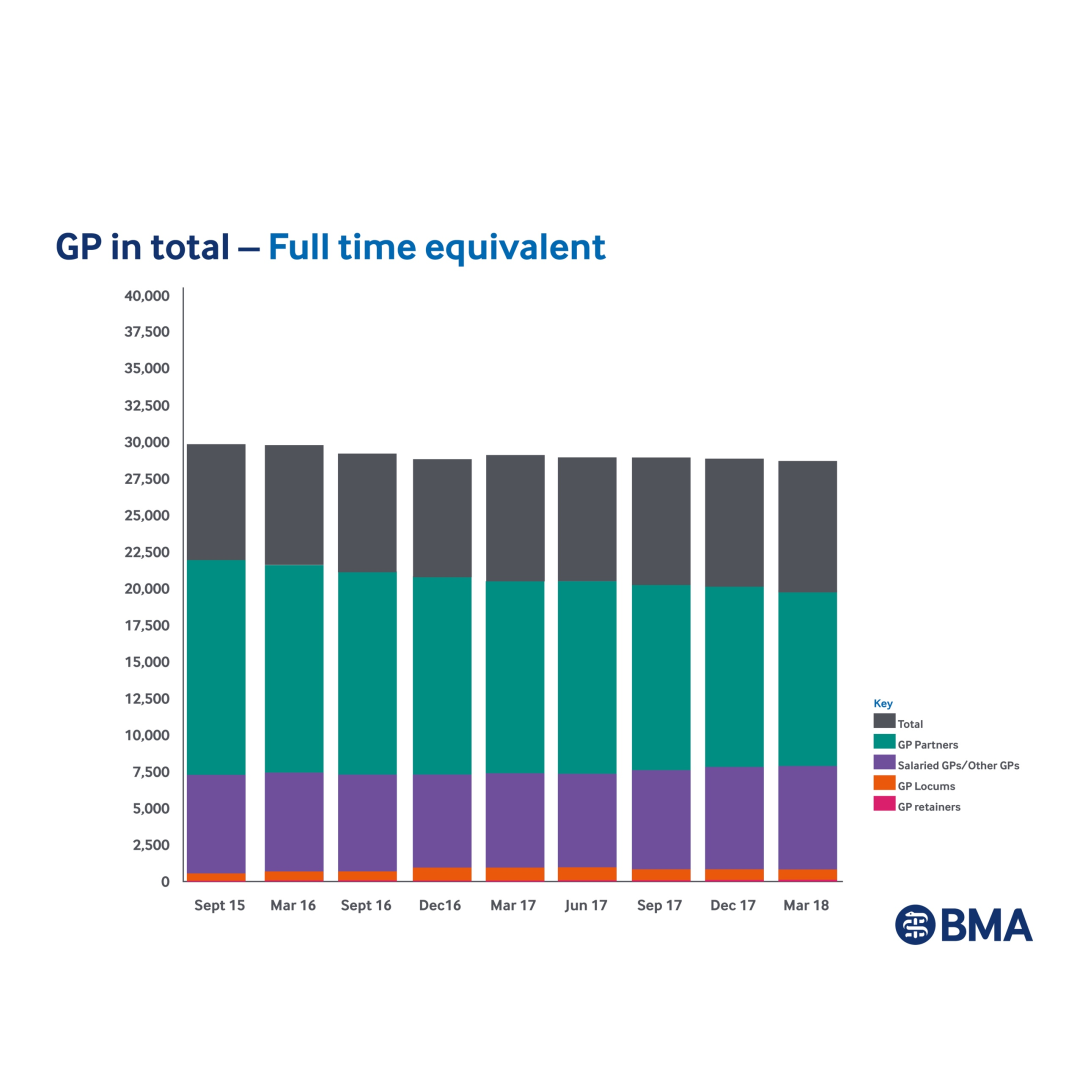 GP in total – Full time equivalent
40,000
37,500
35,000
32,500
30,000
27,500
25,000
22,500
20,000
17,500
15,000
12,500
10,000
7,500
5,000
2,500
0
Sept 15 Mar 16 Sept 16 Dec16 Mar 17 Jun 17 Sep 17 Dec 17 Mar 18
Key
Total
GP Partners
Salaried GPs/Other GPs
GP Locums
GP retainers
BMA